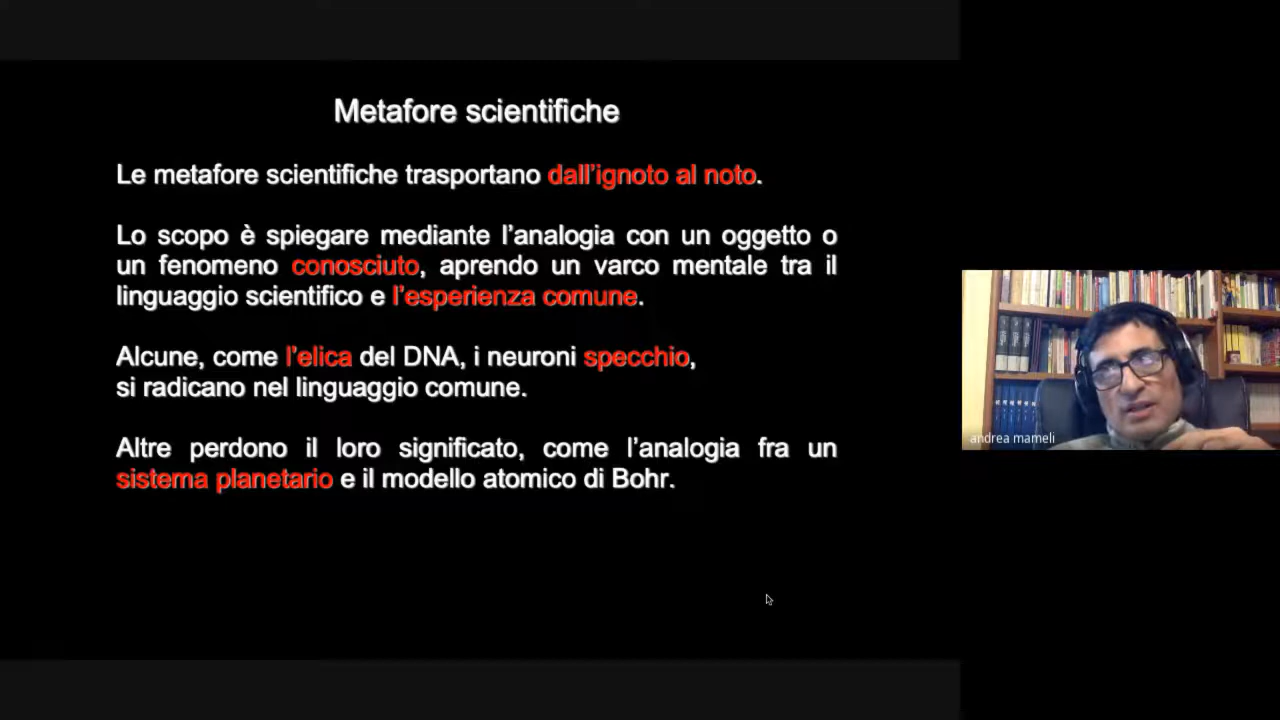 Metafore scientifiche
Le metafore scientifiche trasportano dall’ignoto al noto.
Lo scopo è spiegare mediante l’analogia con un oggetto o
un fenomeno conosciuto, aprendo un varco mentale tra il
linguaggio scientifico e l’esperienza comune.
Alcune, come l’elica del DNA, i neuroni specchio,
si radicano nel linguaggio comune.
Altre perdono il loro significato, come l’analogia fra un
sistema planetario e il modello atomico di Bohr.
andrea mameli